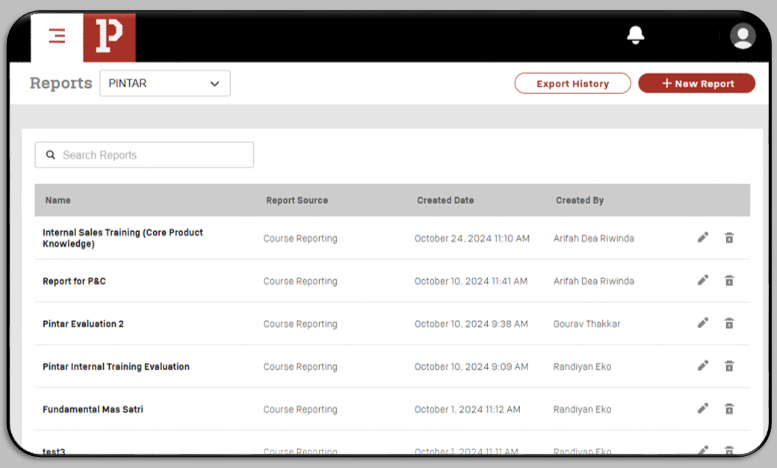 P
Reports
PINTAR
Export History
+ New Report
Search Reports
Name Report Source Created Date Created By
Internal Sales Training (Core Product
Knowledge)
Course Reporting October 24, 2024 11:10 AM Arifah Dea Riwinda
Report for P&C Course Reporting October 10, 2024 11:41 AM Arifah Dea Riwinda
Pintar Evaluation 2 Course Reporting October 10, 2024 9:38 AM Gourav Thakkar
Pintar Internal Training Evaluation Course Reporting October 10, 2024 9:09 AM Randiyan Eko
Fundamental Mas Satri Course Reporting October 1, 2024 11:12 AM Randiyan Eko
test3 Course Reporting October 1, 2024 11:11 AM Randiyan Eko